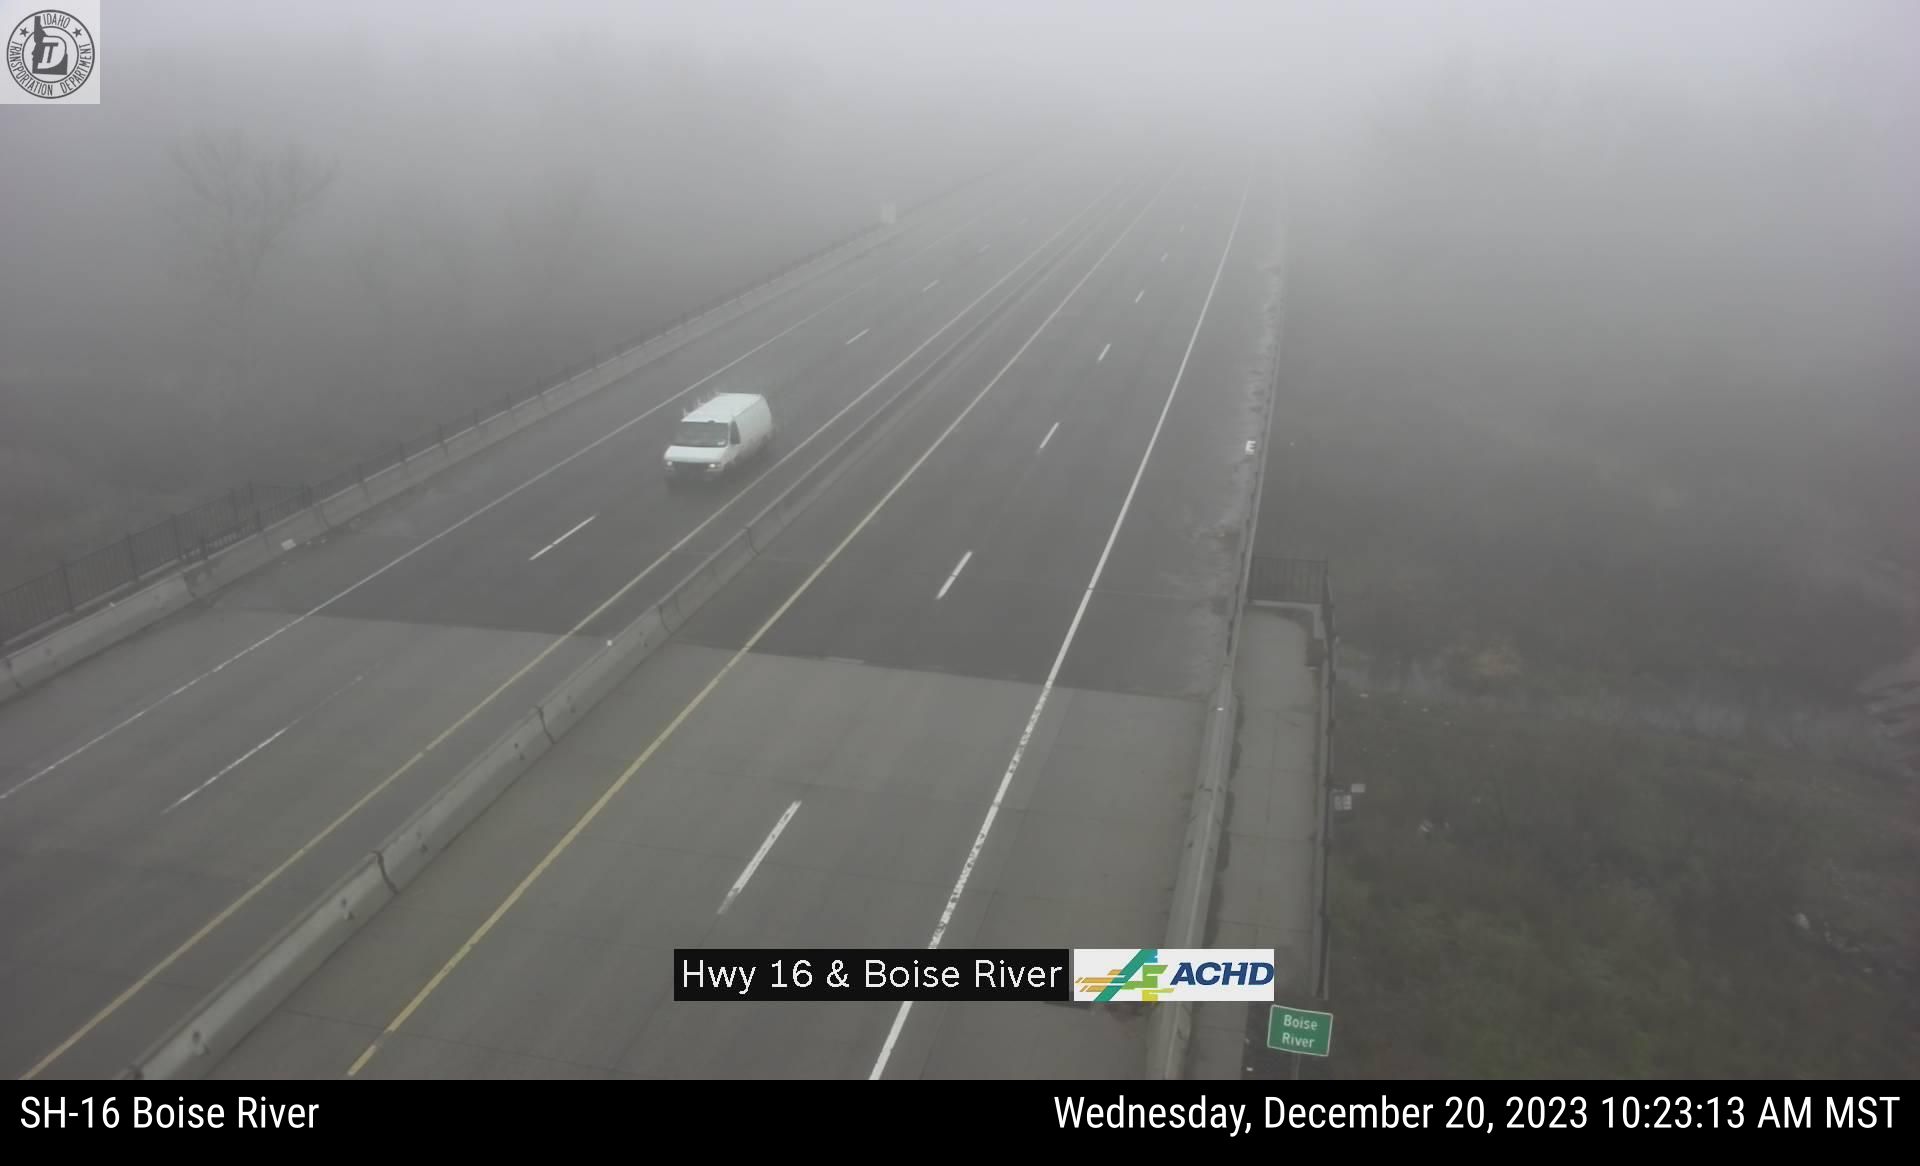 IDAHO
TRANSPORTATION DEPARTMENT
IT
E
Hwy 16 & Boise River
ACHD
Boise
River
SH-16 Boise River
Wednesday, December 20, 2023 10:23:13 AM MST